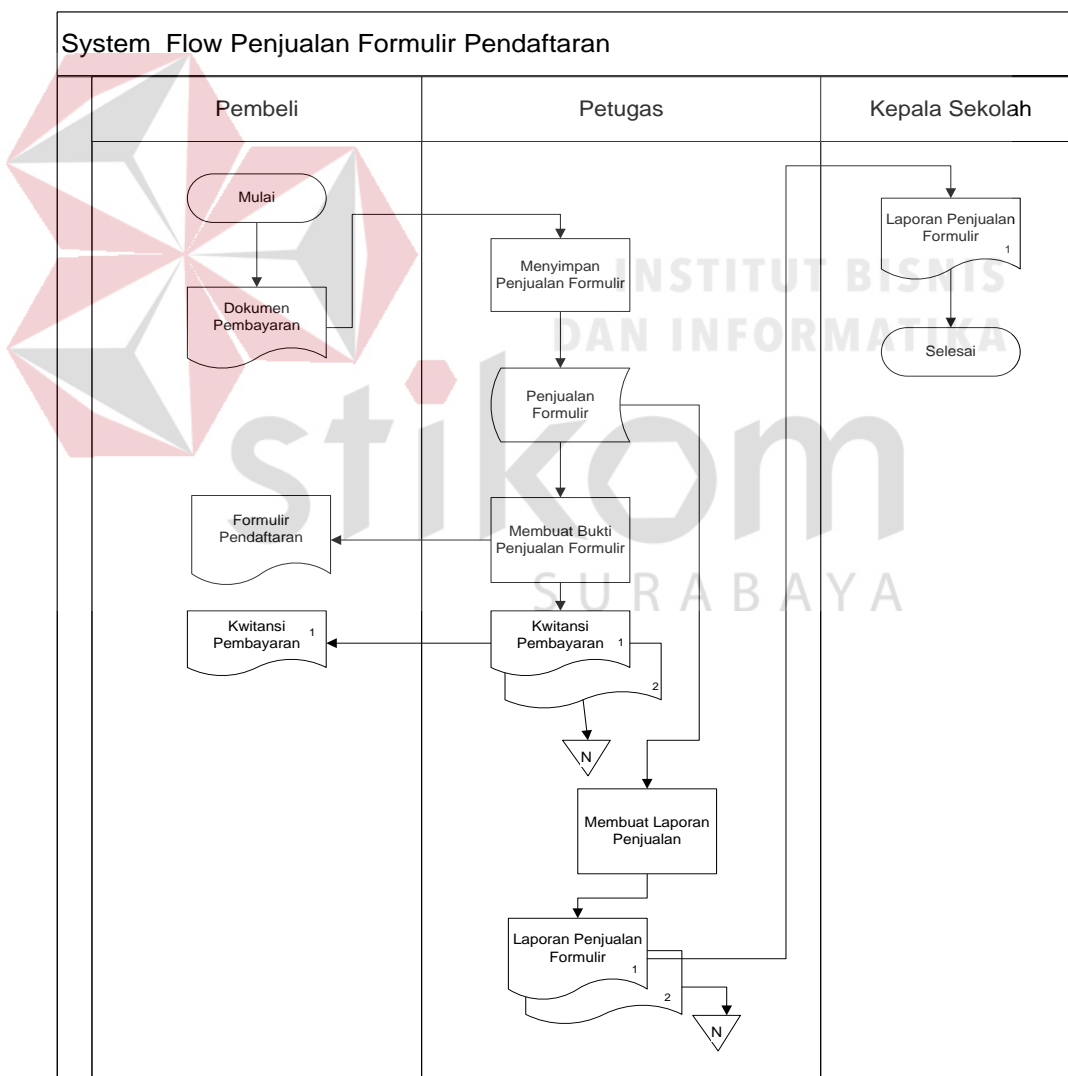 System Flow Penjualan Formulir Pendaftaran
Pembeli
Petugas
Kepala Sekolah
Mulai
Dokumen
Pembayaran
Menyimpan
Penjualan Formulir
Penjualan
Formulir
Formulir
Pendaftaran
Membuat Bukti
Penjualan Formulir
Kwitansi
Pembayaran
1
Kwitansi
Pembayaran
1
2
N
Membuat Laporan
Penjualan
Laporan Penjualan
Formulir
1
2
N
Laporan Penjualan
Formulir
1
Selesai
INSTITUT BISNIS
DAN INFORMATIKA
stikom
SURABAYA